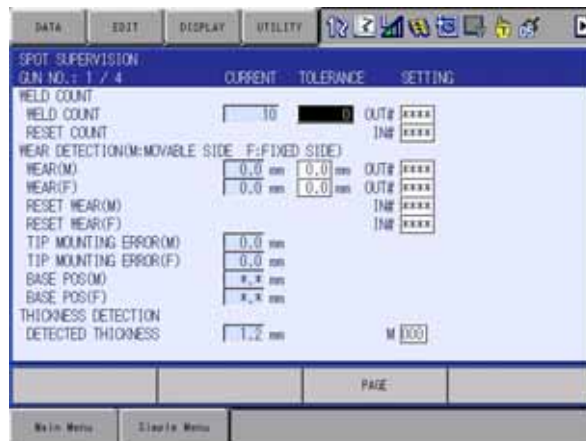 DATA EDIT DISPLAY UTILITY
SPOT SUPERVISION
GUN NO.: 1 / 4 CURRENT TOLERANCE SETTING
WELD COUNT
WELD COUNT 10 0 OUT# ****
RESET COUNT IN# ****
WEAR DETECTION(M:MOVABLE SIDE F:FIXED SIDE)
WEAR(M) 0.0 mm 0.0 mm OUT# ****
WEAR(F) 0.0 mm 0.0 mm OUT# ****
RESET WEAR(M) IN# ****
RESET WEAR(F) IN# ****
TIP MOUNTING ERROR(M) 0.0 mm
TIP MOUNTING ERROR(F) 0.0 mm
BASE POS(M) *.* mm
BASE POS(F) *.* mm
THICKNESS DETECTION
DETECTED THICKNESS 1.2 mm M 000
PAGE
Main Menu Simple Menu